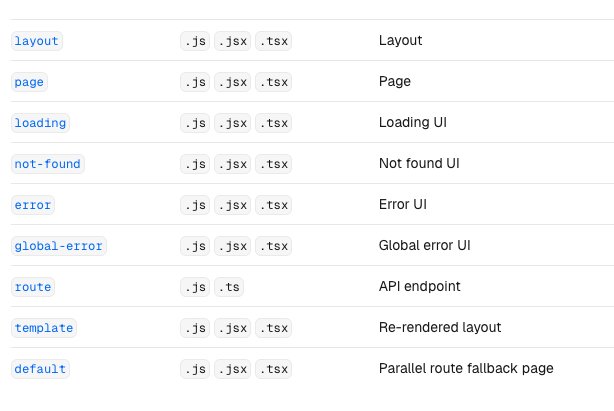 layout .js .jsx .tsx Layout
page .js .jsx .tsx Page
loading .js .jsx .tsx Loading UI
not-found .js .jsx .tsx Not found UI
error .js .jsx .tsx Error UI
global-error .js .jsx .tsx Global error UI
route .js .ts API endpoint
template .js .jsx .tsx Re-rendered layout
default .js .jsx .tsx Parallel route fallback page